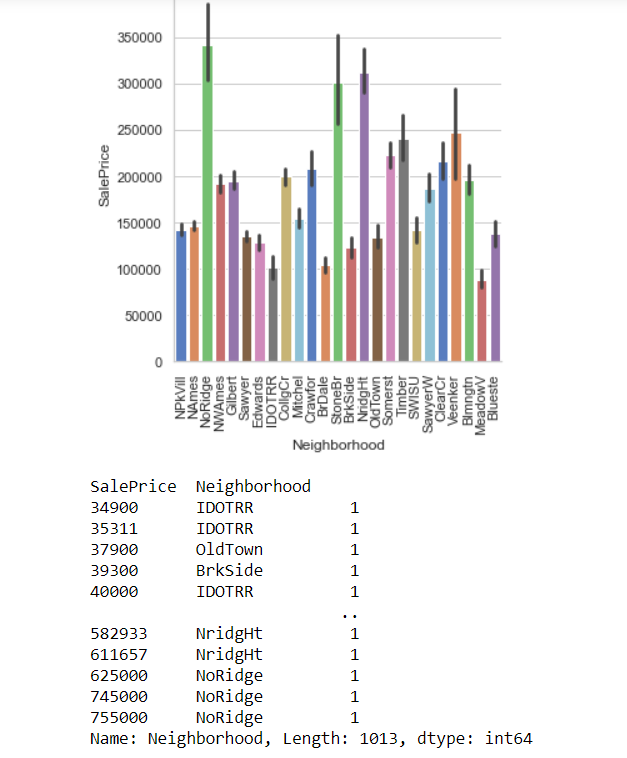 350000
300000
250000
200000
150000
100000
50000
0
SalePrice
NPkVill
NAmes
NoRidge
NWAmes
Gilbert
Sawyer
Edwards
IDOTRR
CollgCr
Mitchel
Crawfor
BrDale
StoneBr
BrkSide
NridgHt
OldTown
Somerst
Timber
SWISU
SawyerW
ClearCr
Veenker
Blmngtn
MeadowV
Blueste
Neighborhood
SalePrice Neighborhood
34900 IDOTRR 1
35311 IDOTRR 1
37900 OldTown 1
39300 BrkSide 1
40000 IDOTRR 1
..
582933 NridgHt 1
611657 NridgHt 1
625000 NoRidge 1
745000 NoRidge 1
755000 NoRidge 1
Name: Neighborhood, Length: 1013, dtype: int64